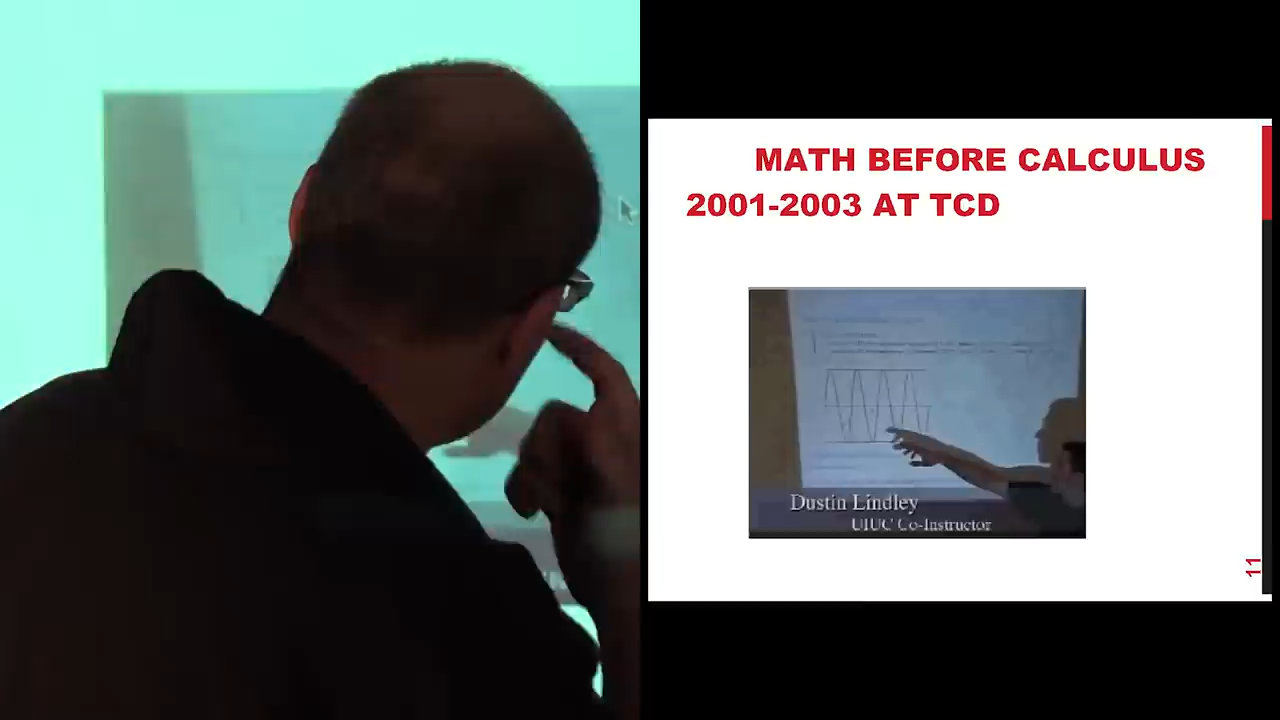 MATH BEFORE CALCULUS
2001-2003 AT TCD
Dustin Lindley
UIUC Co-Instructor
11